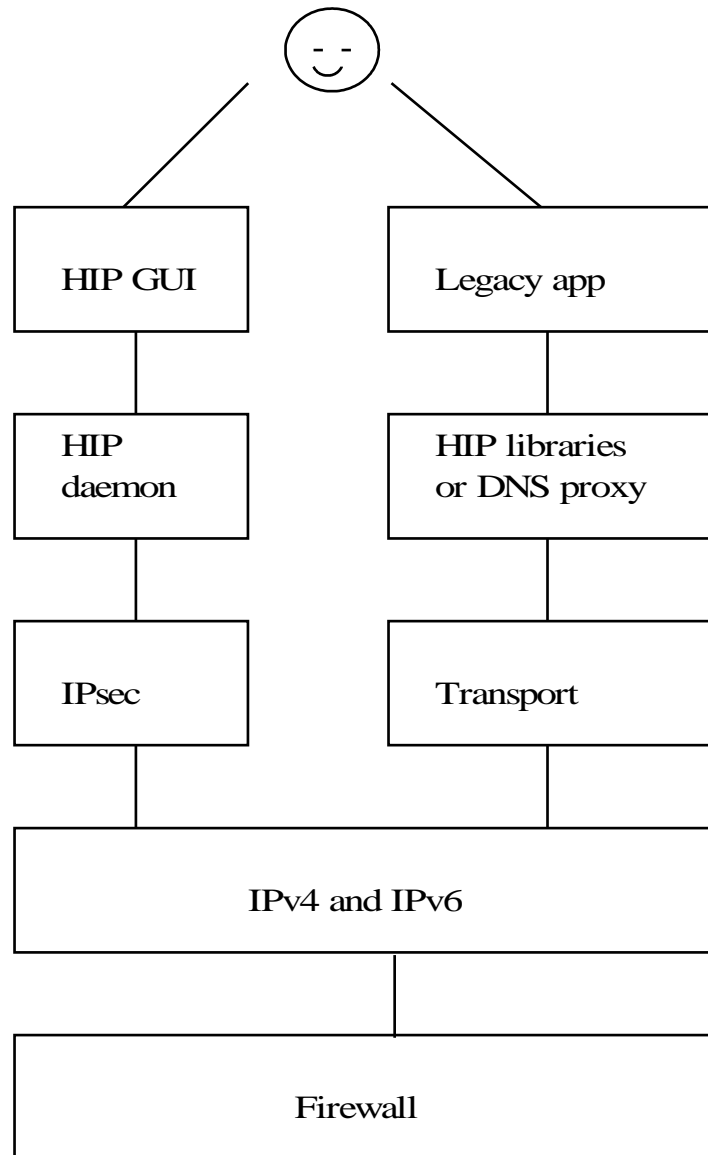 HIP GUI
Legacy app
HIP
daemon
HIP libraries
or DNS proxy
IPsec
Transport
IPv4 and IPv6
Firewall